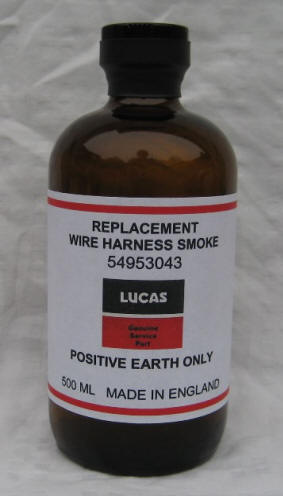 REPLACEMENT
WIRE HARNESS SMOKE
54953043
LUCAS
Genuine
Service
Part
POSITIVE EARTH ONLY
500 ML MADE IN ENGLAND